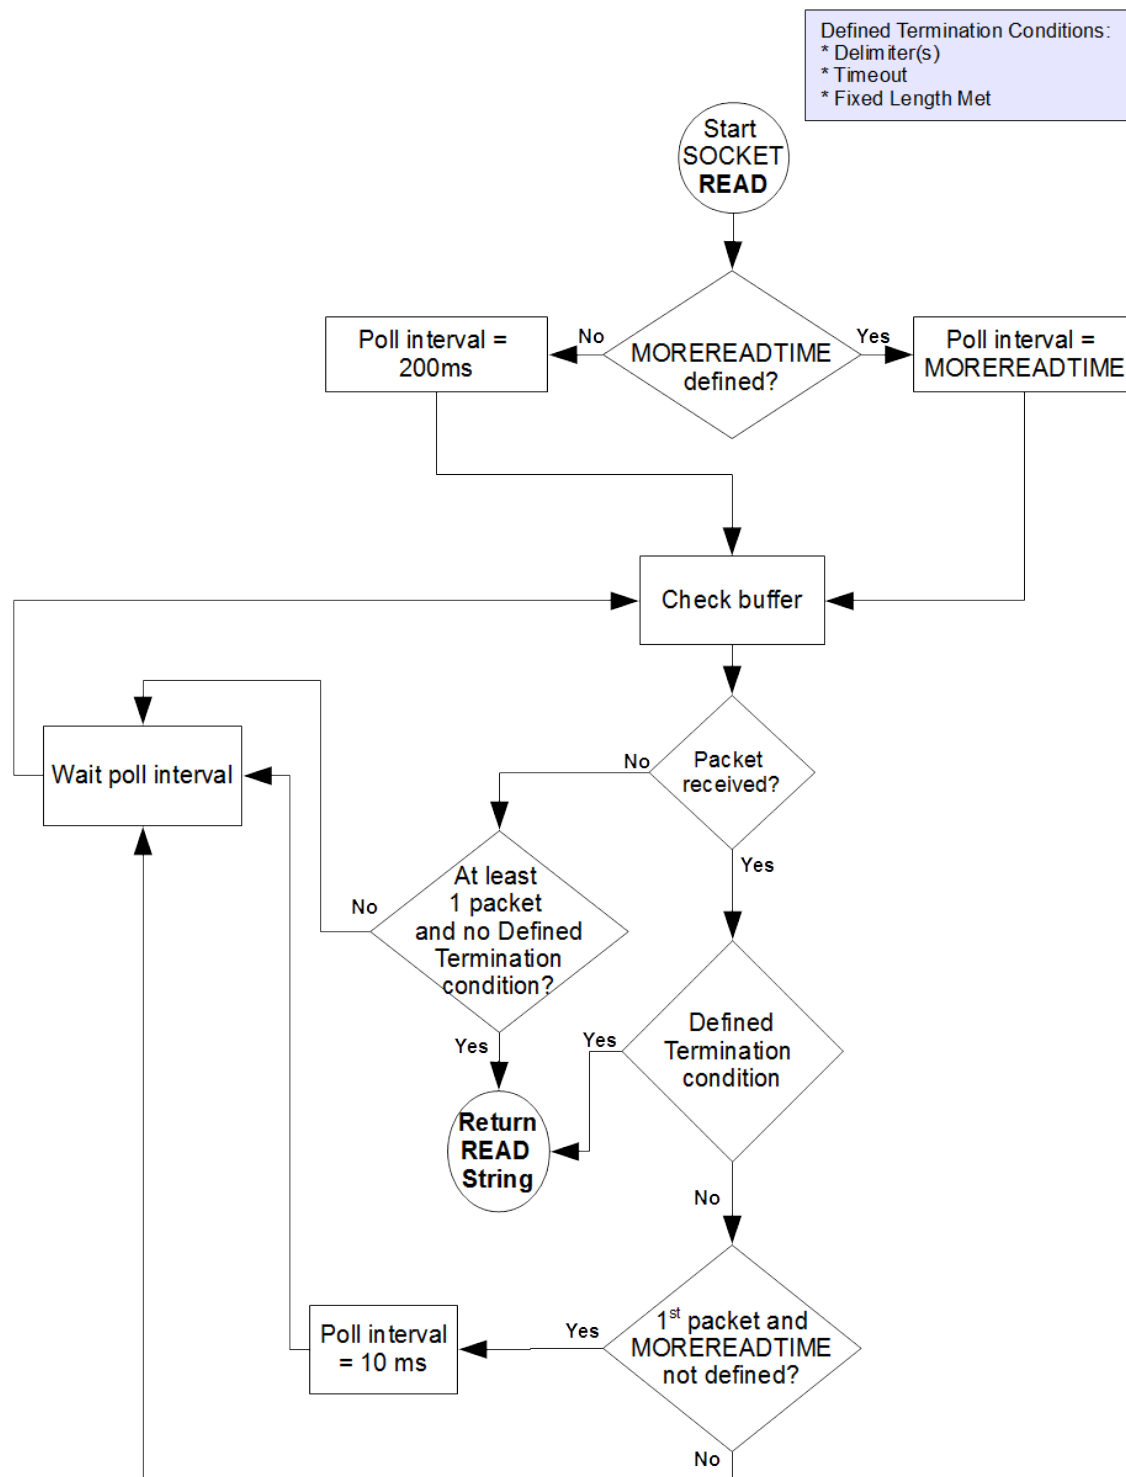 Defined Termination Conditions:
* Delimiter(s)
* Timeout
* Fixed Length Met
Start
SOCKET
READ
No
Yes
Poll interval =
200ms
MOREREADTIME
defined?
Poll interval =
MOREREADTIME
Check buffer
Wait poll interval
No
Packet
received?
Yes
No
At least
1 packet
and no Defined
Termination
condition?
Yes
Yes
Defined
Termination
condition
Return
READ
String
No
Poll interval
= 10 ms
Yes
1st packet and
MOREREADTIME
not defined?
No